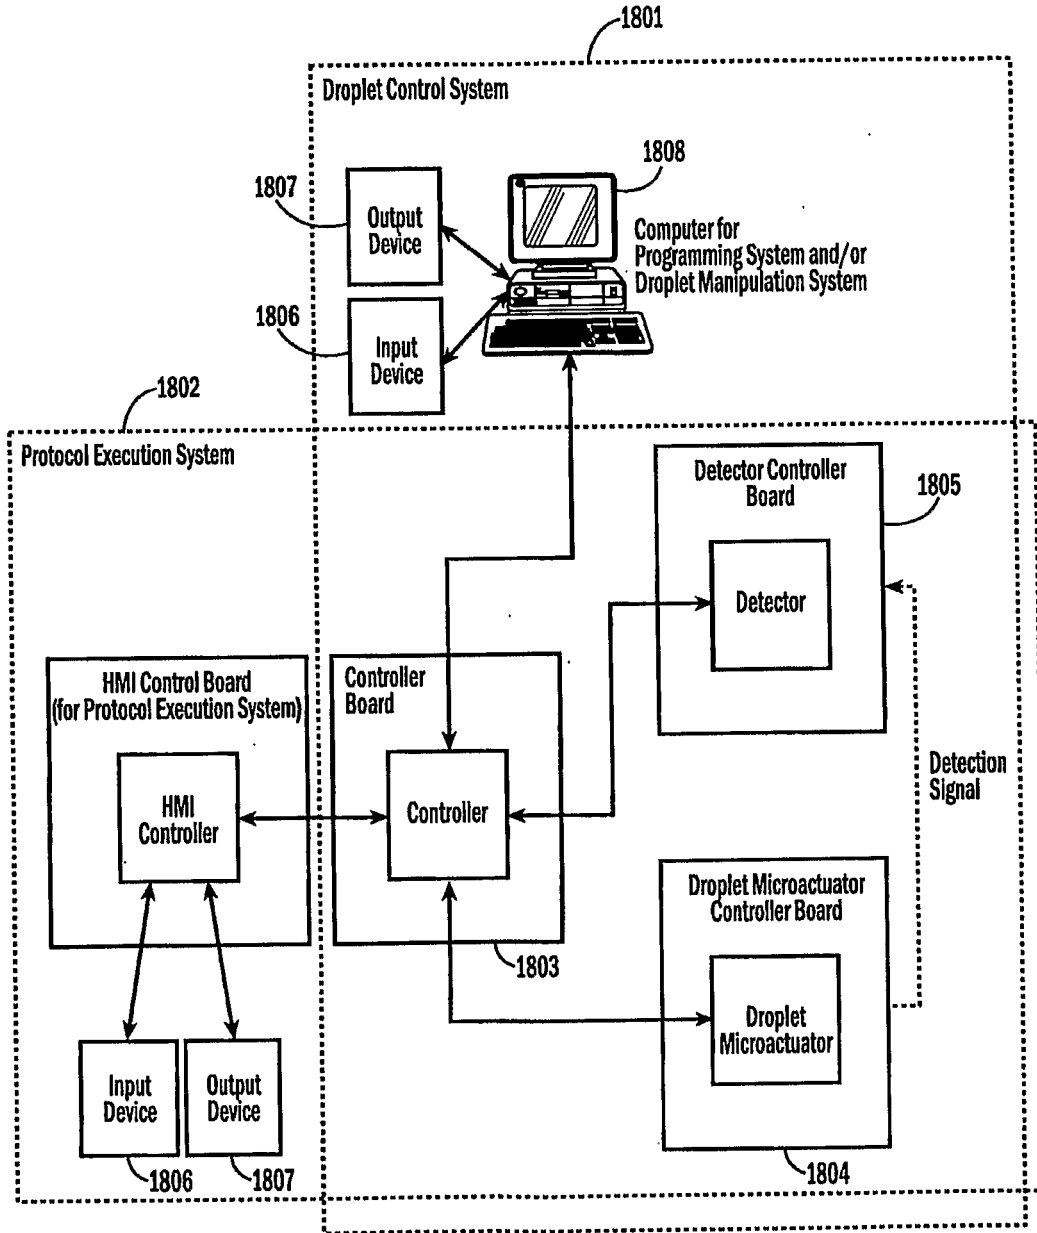 1801
Droplet Control System
1808
1807
Output
Device
Computer for
Programming System and/or
Droplet Manipulation System
1806
Input
Device
1802
Protocol Execution System
Detector Controller
Board
1805
Detector
HMI Control Board
(for Protocol Execution System)
Controller
Board
HMI
Controller
Controller
Detection
Signal
Droplet Microactuator
Controller Board
1803
Droplet
Microactuator
Input
Device
Output
Device
1806
1807
1804